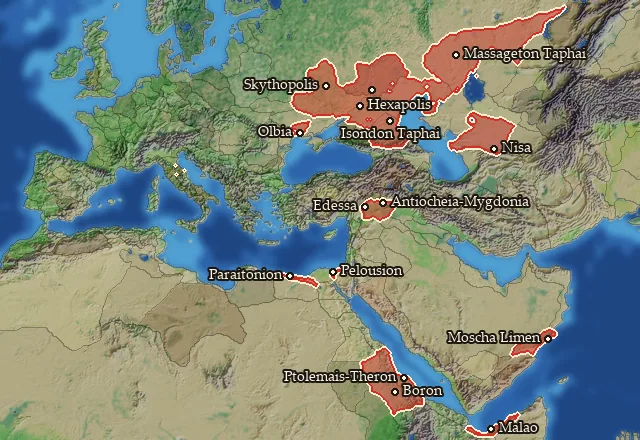 Massageton Taphai
Skythopolis
Hexapolis
Olbia
Isondon Taphai
Nisa
Edessa
Antiocheia-Mygdonia
Paraitonion
Pelousion
Moscha Limen
Ptolemais-Theron
Boron
Malao